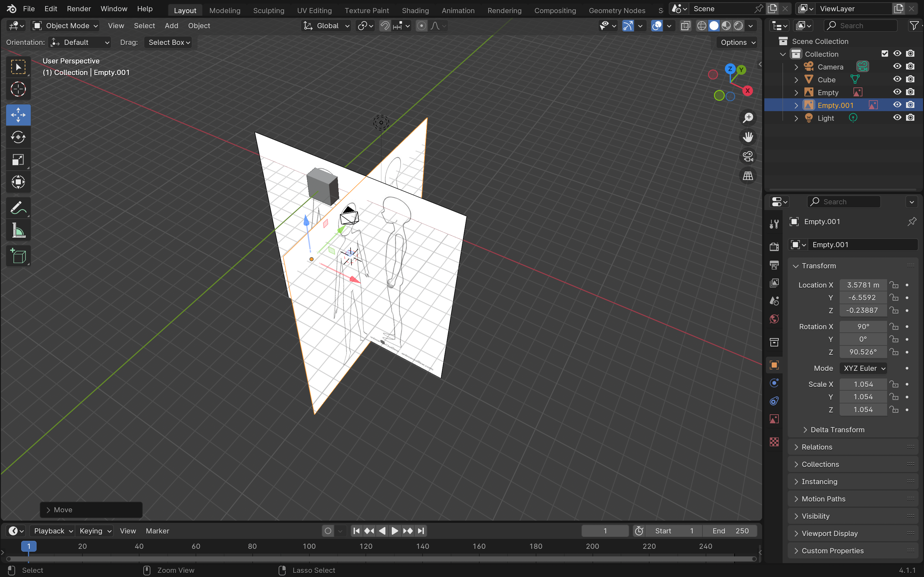 File Edit Render Window Help Layout Modeling Sculpting UV Editing Texture Paint Shading Animation Rendering Compositing Geometry Nodes S Scene ViewLayer
Object Mode View Select Add Object Global Search
Orientation: Default Drag: Select Box Options
User Perspective
(1) Collection | Empty.001
Z
Y
X
Scene Collection
Collection
Camera
Cube
Empty
Empty.001
Light
Search
Empty.001
Empty.001
Transform
Location X 3.5781 m
Y -6.5592
Z -0.23887
Rotation X 90°
Y 0°
Z 90.526°
Mode XYZ Euler
Scale X 1.054
Y 1.054
Z 1.054
Delta Transform
Relations
Collections
Instancing
Motion Paths
Visibility
Viewport Display
Custom Properties
Move
Playback Keying View Marker 1 Start 1 End 250
1 20 40 60 80 100 120 140 160 180 200 220 240
Select Zoom View Lasso Select 4.1.1